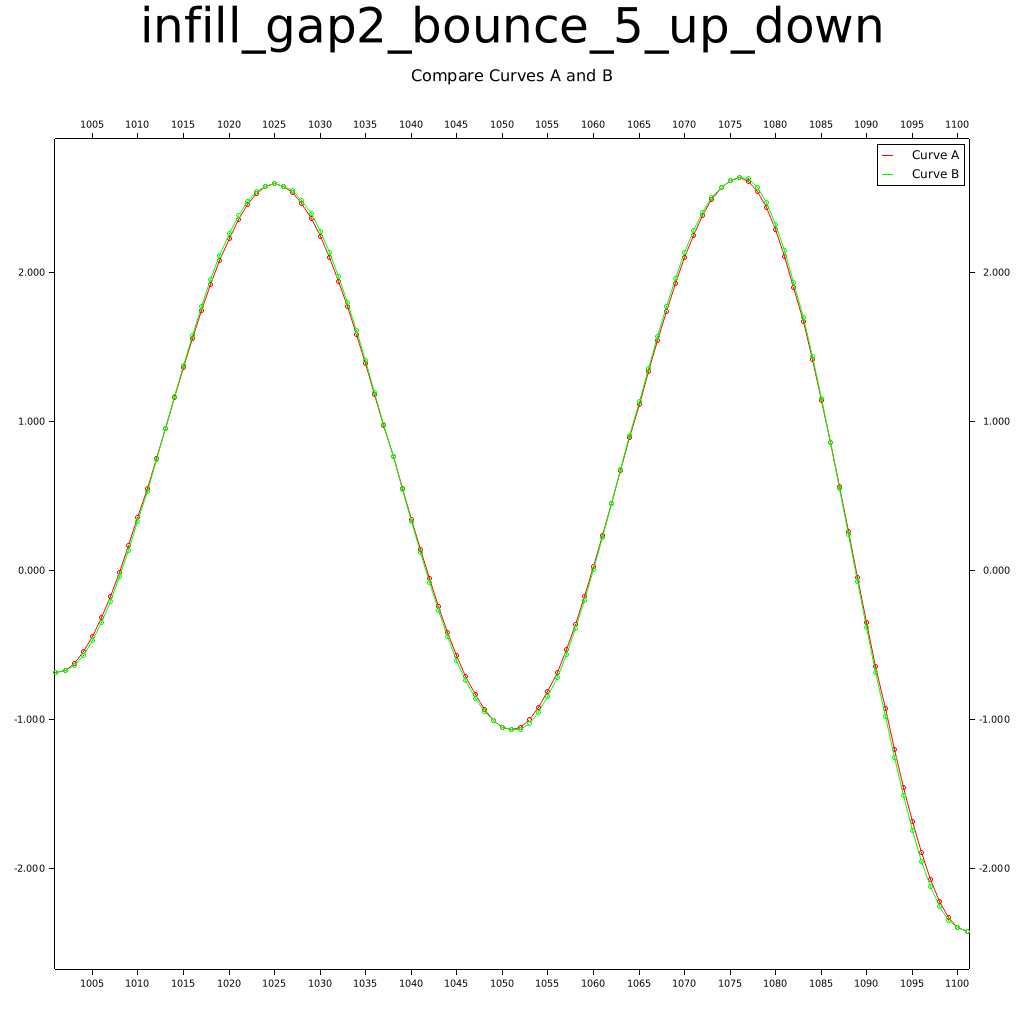 infill_gap2_bounce_5_up_down
Compare Curves A and B
1005 1010 1015 1020 1025 1030 1035 1040 1045 1050 1055 1060 1065 1070 1075 1080 1085 1090 1095 1100
Curve A
Curve B
2.000 2.000
1.000 1.000
0.000 0.000
-1.000 -1.000
-2.000 -2.000
1005 1010 1015 1020 1025 1030 1035 1040 1045 1050 1055 1060 1065 1070 1075 1080 1085 1090 1095 1100